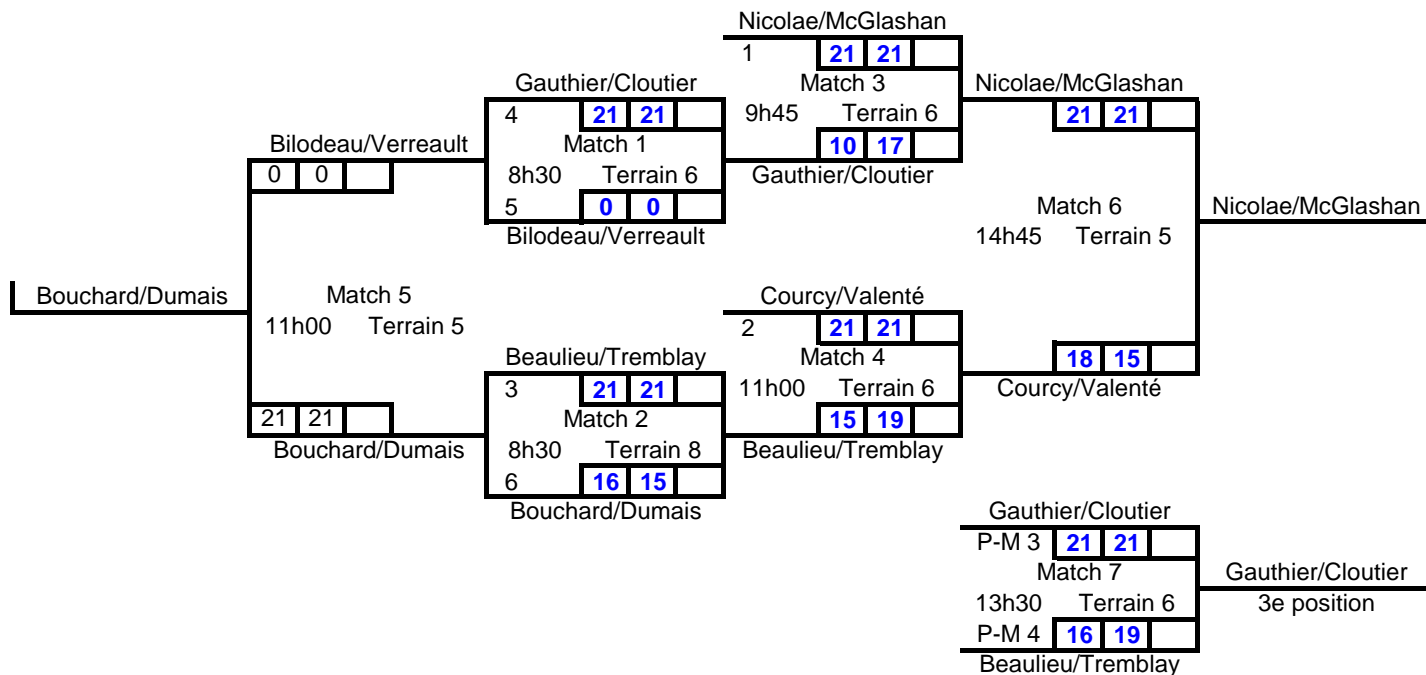 Nicolae/McGlashan
1 21 21
Gauthier/Cloutier Match 3 Nicolae/McGlashan
4 21 21 9h45 Terrain 6 21 21
Bilodeau/Verreault Match 1 10 17
0 0 8h30 Terrain 6 Gauthier/Cloutier
5 0 0 Match 6 Nicolae/McGlashan
Bilodeau/Verreault 14h45 Terrain 5
Bouchard/Dumais Match 5 Courcy/Valenté
11h00 Terrain 5 2 21 21
Beaulieu/Tremblay Match 4 18 15
3 21 21 11h00 Terrain 6 Courcy/Valenté
21 21 Match 2 15 19
Bouchard/Dumais 8h30 Terrain 8 Beaulieu/Tremblay
6 16 15
Bouchard/Dumais Gauthier/Cloutier
P-M 3 21 21
Match 7 Gauthier/Cloutier
13h30 Terrain 6 3e position
P-M 4 16 19
Beaulieu/Tremblay